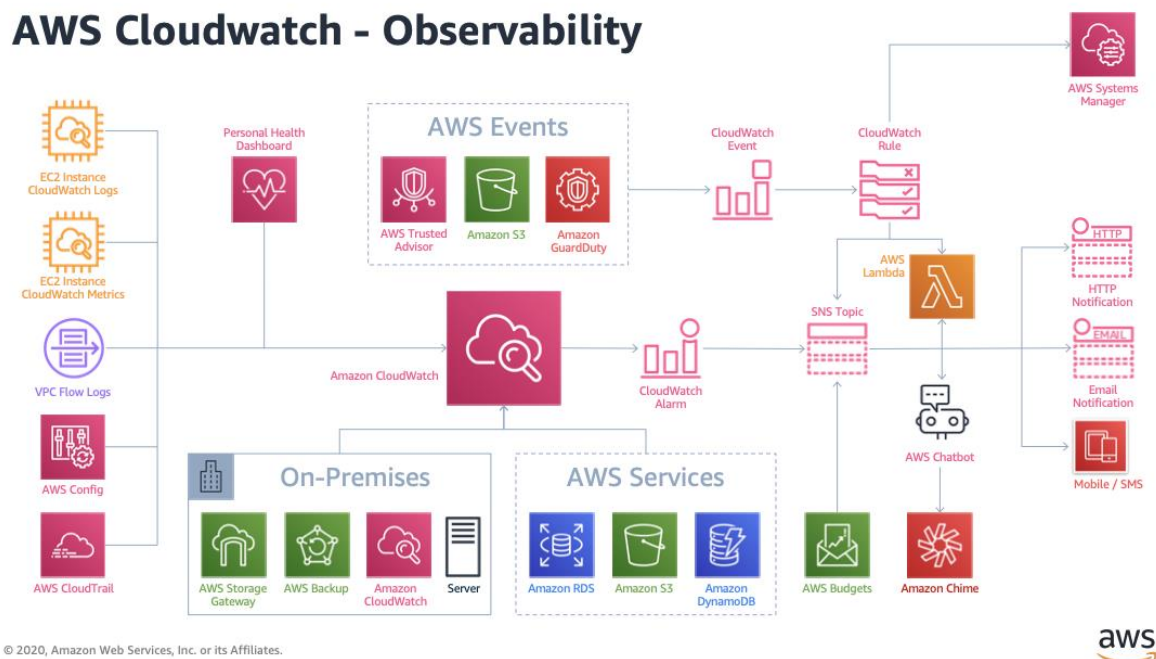 AWS Cloudwatch - Observability
AWS Systems
Manager
EC2 Instance
CloudWatch Logs
Personal Health
Dashboard
AWS Events
AWS Trusted
Advisor
Amazon S3
Amazon
GuardDuty
CloudWatch
Event
CloudWatch
Rule
EC2 Instance
CloudWatch Metrics
AWS
Lambda
HTTP
HTTP
Notification
VPC Flow Logs
Amazon CloudWatch
CloudWatch
Alarm
SNS Topic
EMAIL
Email
Notification
AWS Config
AWS Chatbot
Mobile / SMS
On-Premises
AWS Storage
Gateway
AWS Backup
Amazon
CloudWatch
Server
AWS Services
Amazon RDS
Amazon S3
Amazon
DynamoDB
AWS Budgets
Amazon Chime
AWS CloudTrail
© 2020, Amazon Web Services, Inc. or its Affiliates.
aws